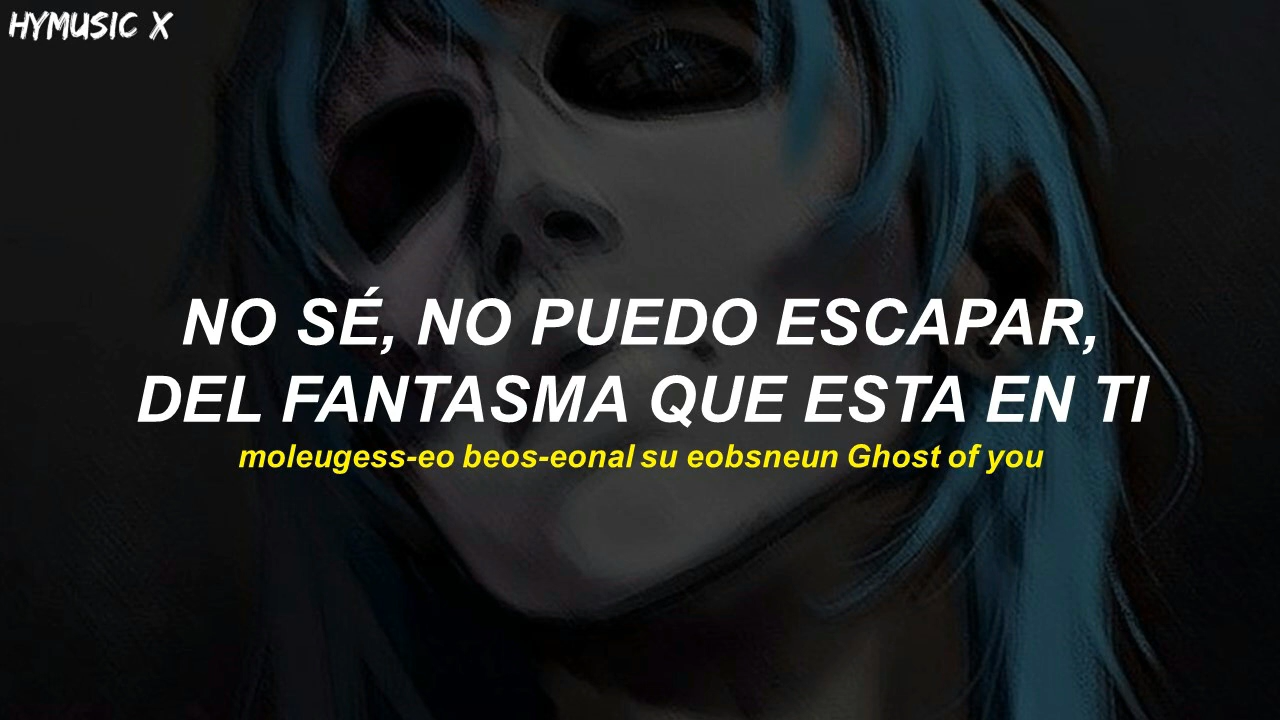 HYMUSIC X
NO SÉ, NO PUEDO ESCAPAR,
DEL FANTASMA QUE ESTA EN TI
moleugess-eo beos-eonal su eobsneun Ghost of you